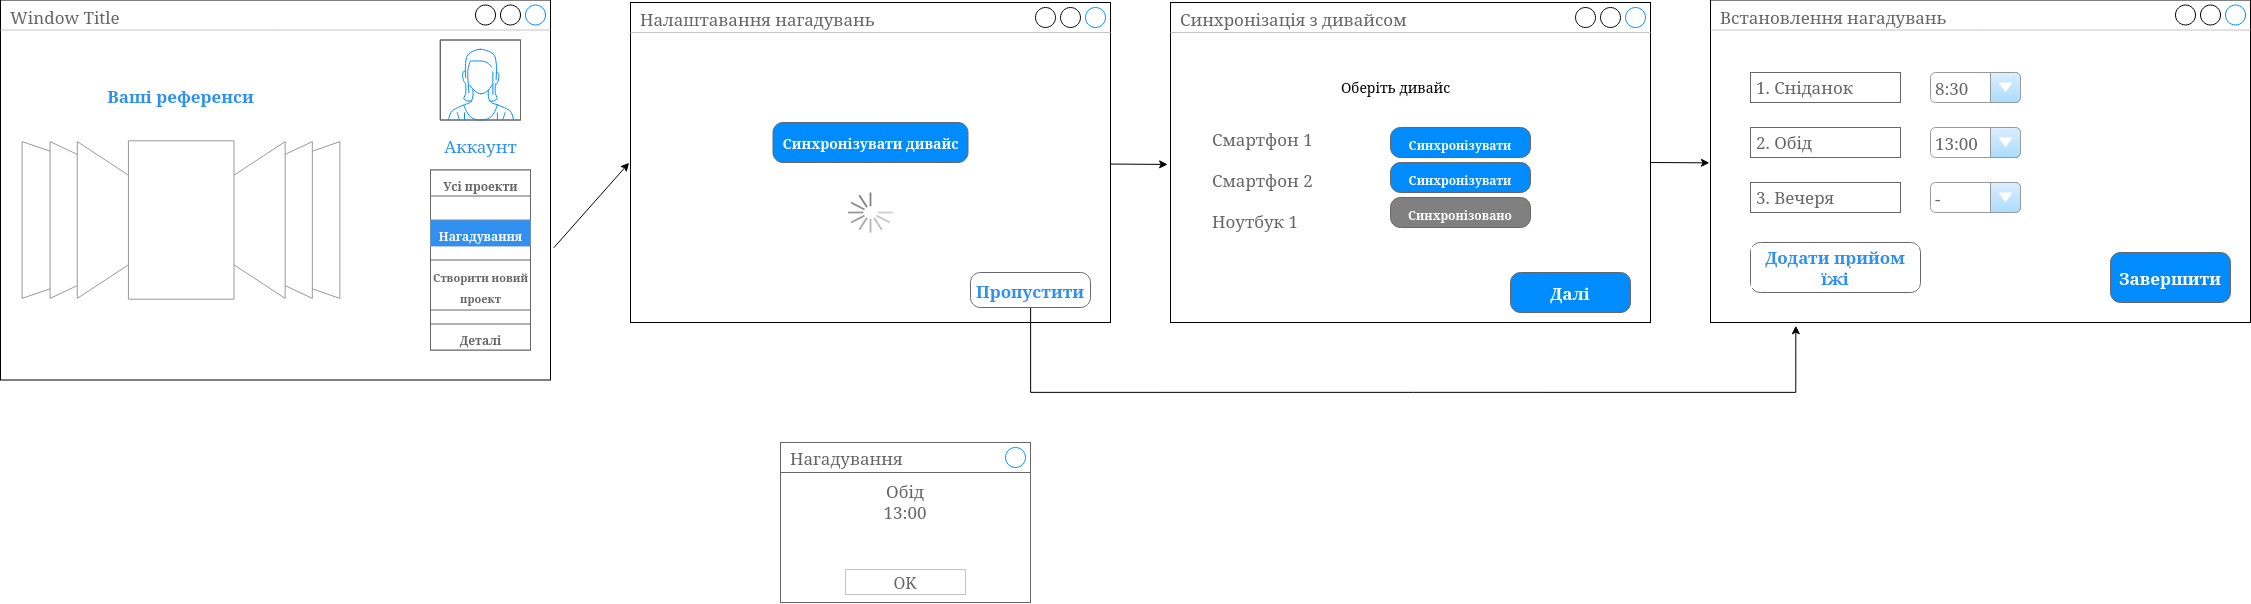 Window Title
Ваші референси
Аккаунт
Усі проекти
Нагадування
Створити новий
проект
Деталі
Налаштавання нагадувань
Синхронізувати дивайс
Пропустити
Синхронізація з дивайсом
Оберіть дивайс
Смартфон 1
Синхронізувати
Смартфон 2
Синхронізувати
Ноутбук 1
Синхронізовано
Далі
Встановлення нагадувань
1. Сніданок
8:30
2. Обід
13:00
3. Вечеря
-
Додати прийом
їжі
Завершити
Нагадування
Обід
13:00
OK